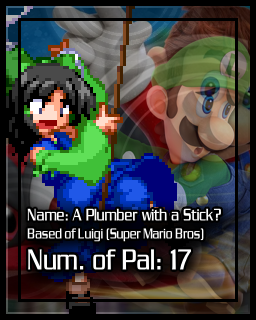 Name: A Plumber with a Stick?
Based of Luigi (Super Mario Bros)
Num. of Pal: 17